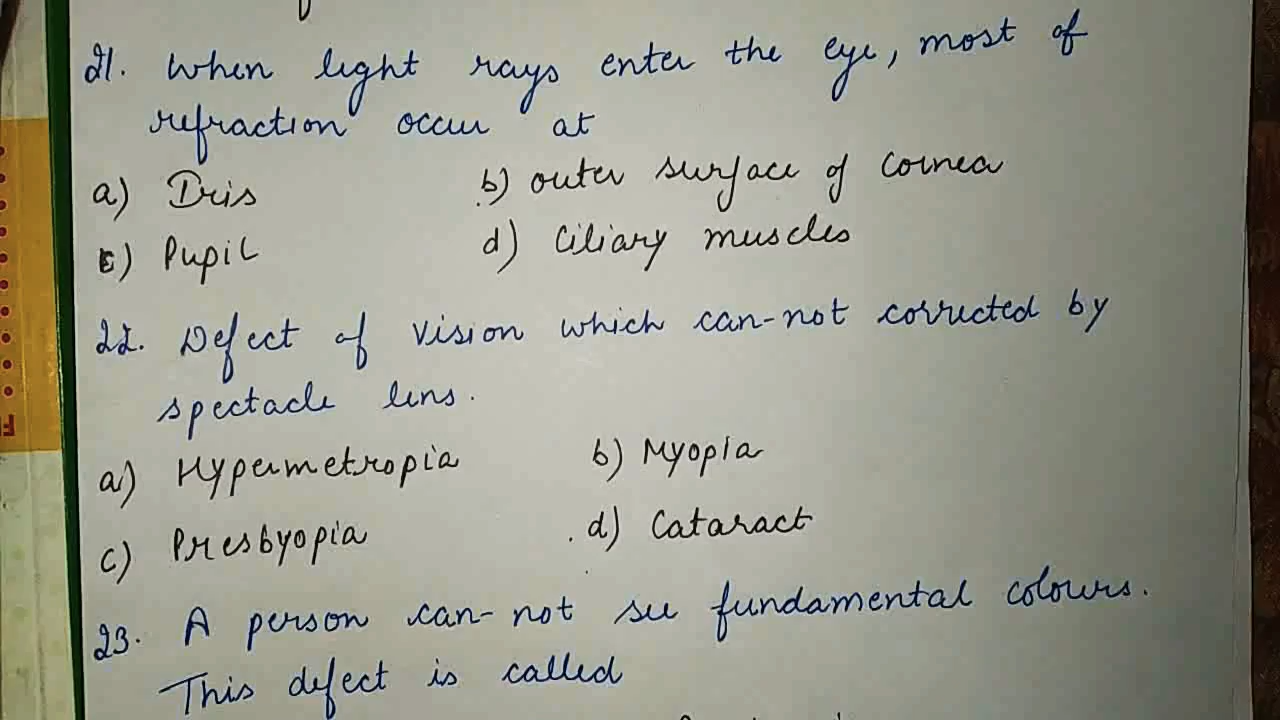 21. When light rays enter the eye, most of
refraction occur at
a) Iris b) outer surface of cornea
c) Pupil d) Ciliary muscles
22. Defect of vision which can-not corrected by
spectacle lens.
a) Hypermetropia b) Myopia
c) Presbyopia d) Cataract
23. A person can-not see fundamental colours.
This defect is called